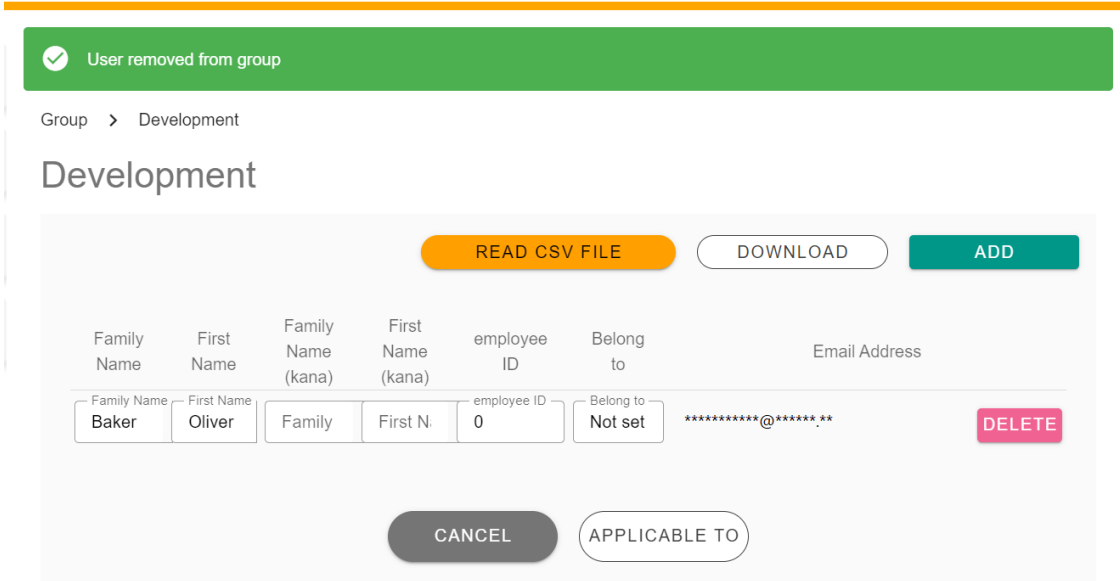 User removed from group
Group > Development
Development
READ CSV FILE DOWNLOAD ADD
Family Name First Name Family Name (kana) First Name (kana) employee ID Belong to Email Address
Family Name First Name employee ID Belong to
Baker Oliver Family First N 0 Not set ***********@******.** DELETE
CANCEL APPLICABLE TO